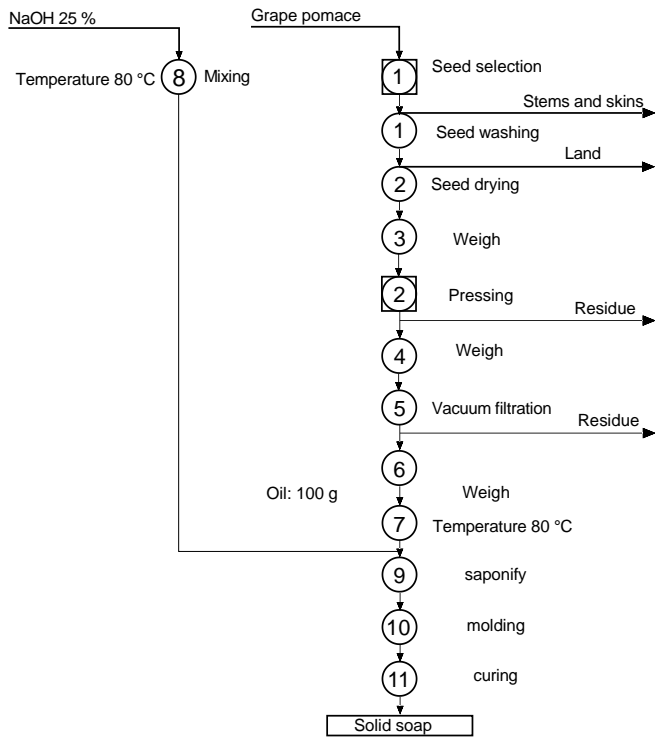 NaOH 25 %
Grape pomace
Temperature 80 °C
8
Mixing
1
Seed selection
Stems and skins
1
Seed washing
Land
2
Seed drying
3
Weigh
2
Pressing
Residue
4
Weigh
5
Vacuum filtration
Residue
6
Oil: 100 g
Weigh
7
Temperature 80 °C
9
saponify
10
molding
11
curing
Solid soap